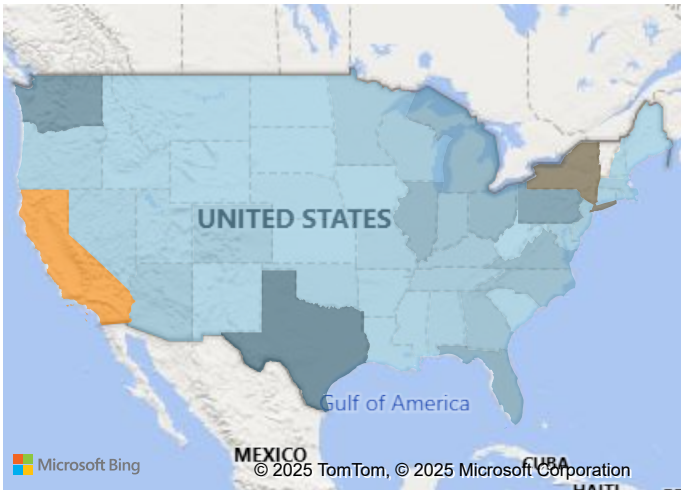 UNITED STATES
Gulf of America
MEXICO
CUBA
Microsoft Bing
© 2025 TomTom, © 2025 Microsoft Corporation
HAITI